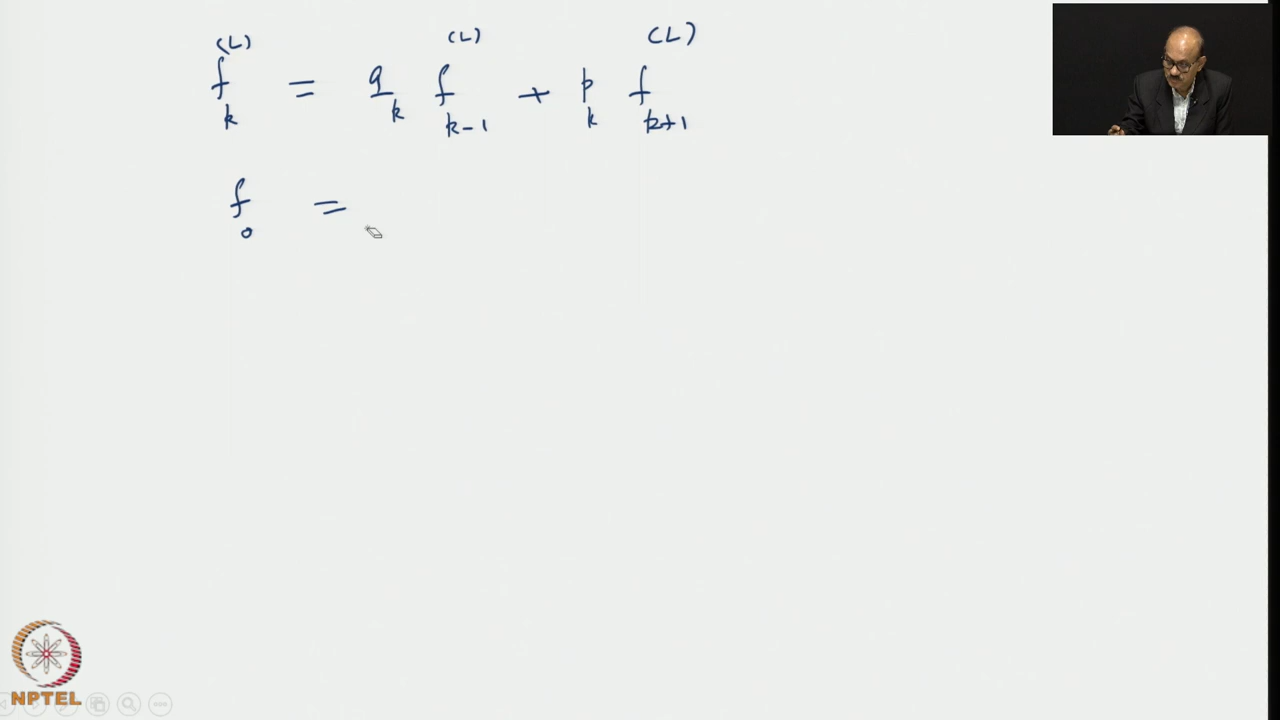 f_k^(L) = q_k f_{k-1}^(L) + p_k f_{k+1}^(L)
f_0 =
NPTEL